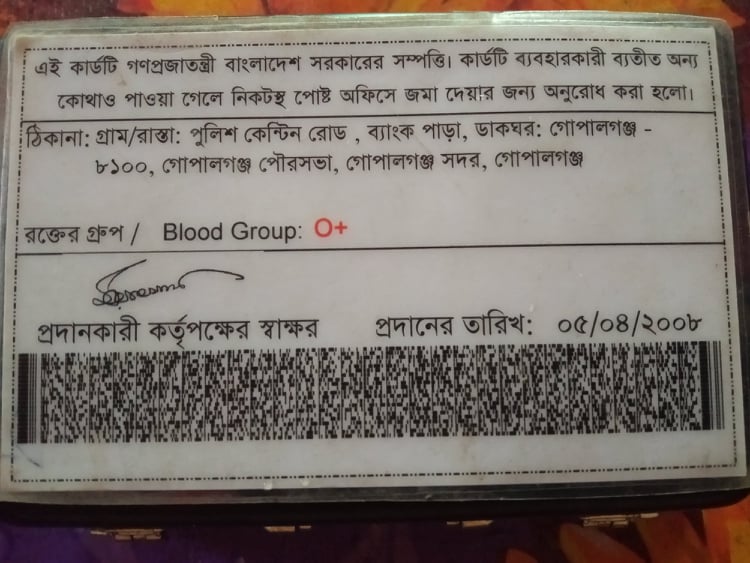 এই কার্ডটি গণপ্রজাতন্ত্রী বাংলাদেশ সরকারের সম্পত্তি। কার্ডটি ব্যবহারকারী ব্যতীত অন্য
কোথাও পাওয়া গেলে নিকটস্থ পোষ্ট অফিসে জমা দেয়ার জন্য অনুরোধ করা হলো।
ঠিকানা: গ্রাম/রাস্তা: পুলিশ কেন্টিন রোড , ব্যাংক পাড়া, ডাকঘর: গোপালগঞ্জ -
৮১০০, গোপালগঞ্জ পৌরসভা, গোপালগঞ্জ সদর, গোপালগঞ্জ
রক্তের গ্রুপ / Blood Group: O+
প্রদানকারী কর্তৃপক্ষের স্বাক্ষর প্রদানের তারিখ: ০৫/০৪/২০০৮